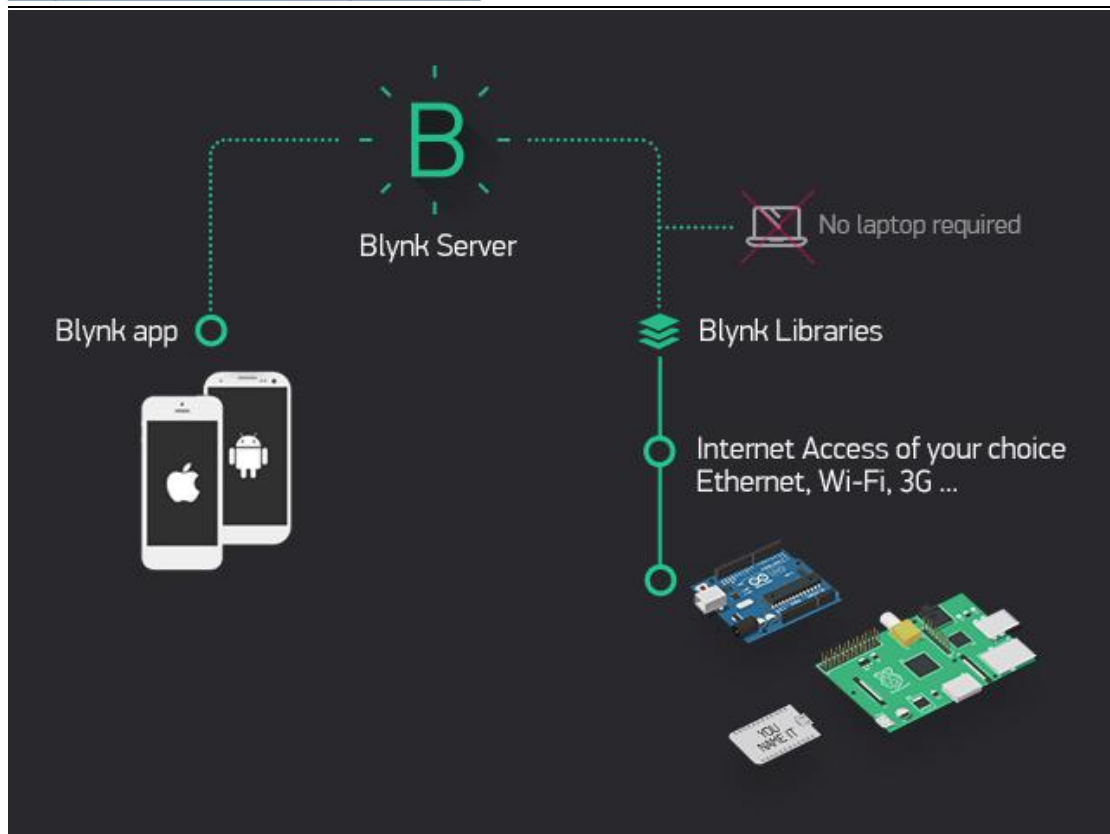 B
Blynk Server
No laptop required
Blynk app
Blynk Libraries
Internet Access of your choice
Ethernet, Wi-Fi, 3G ...
YOU
NAME IT